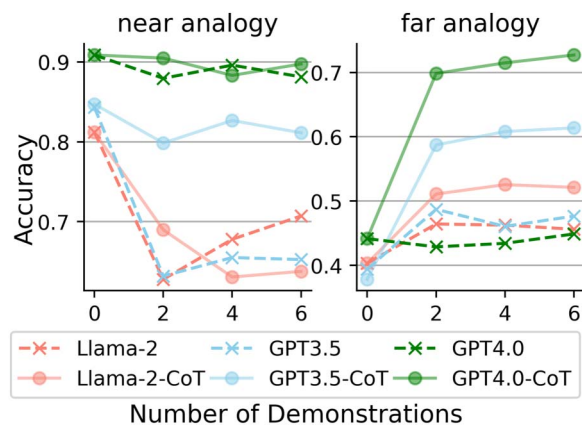 near analogy
far analogy
Accuracy
0.9
0.8
0.7
0 2 4 6
0.7
0.6
0.5
0.4
0 2 4 6
Llama-2 GPT3.5 GPT4.0
Llama-2-CoT GPT3.5-CoT GPT4.0-CoT
Number of Demonstrations